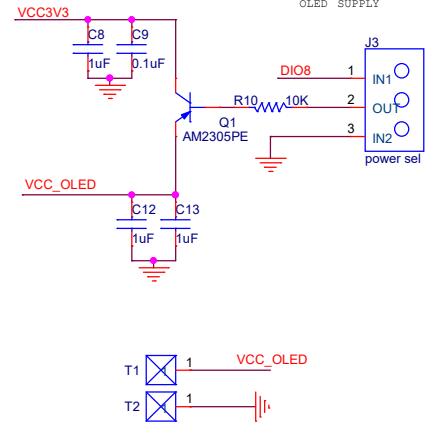 OLED SUPPLY
VCC3V3
C8
C9
1uF
0.1uF
J3
DIO8
1
IN1
R10
10K
2
OUT
Q1
AM2305PE
3
IN2
power sel
VCC_OLED
C12
C13
1uF
1uF
T1
1
VCC_OLED
T2
1